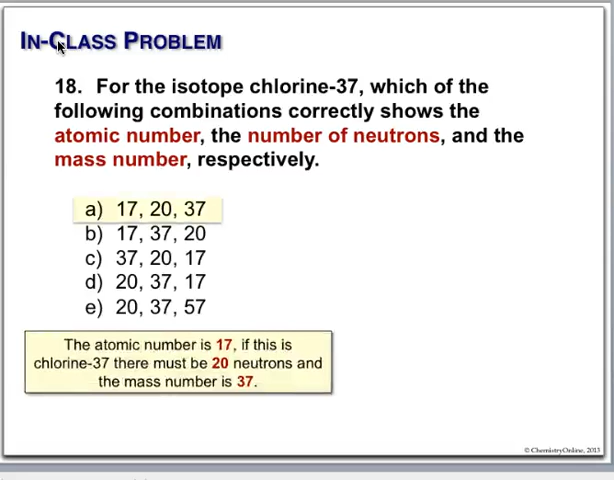 IN-CLASS PROBLEM
18. For the isotope chlorine-37, which of the
following combinations correctly shows the
atomic number, the number of neutrons, and the
mass number, respectively.
a) 17, 20, 37
b) 17, 37, 20
c) 37, 20, 17
d) 20, 37, 17
e) 20, 37, 57
The atomic number is 17, if this is
chlorine-37 there must be 20 neutrons and
the mass number is 37.
© ChemistryOnline, 2013